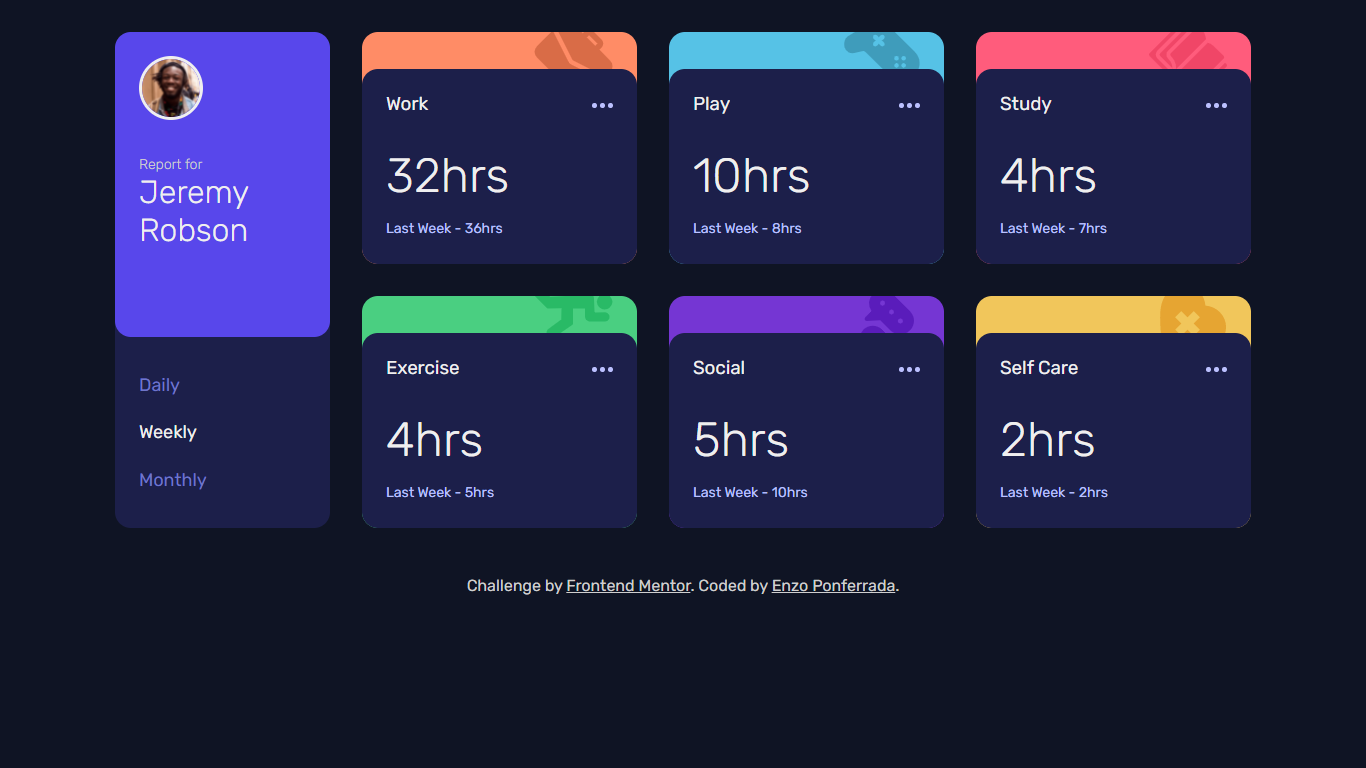 Report for
Jeremy
Robson
Daily
Weekly
Monthly
Work
32hrs
Last Week - 36hrs
Play
10hrs
Last Week - 8hrs
Study
4hrs
Last Week - 7hrs
Exercise
4hrs
Last Week - 5hrs
Social
5hrs
Last Week - 10hrs
Self Care
2hrs
Last Week - 2hrs
Challenge by Frontend Mentor. Coded by Enzo Ponferrada.